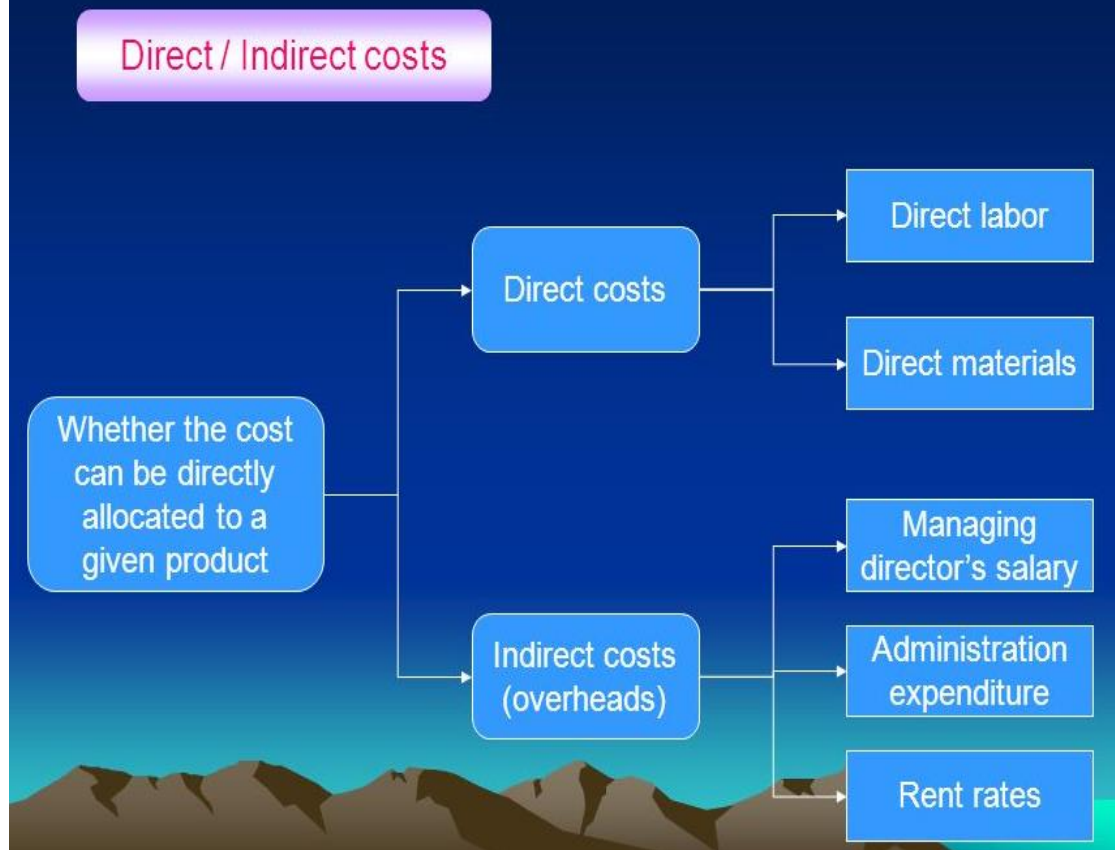 Direct / Indirect costs
Whether the cost
can be directly
allocated to a
given product
Direct costs
Direct labor
Direct materials
Indirect costs
(overheads)
Managing
director's salary
Administration
expenditure
Rent rates